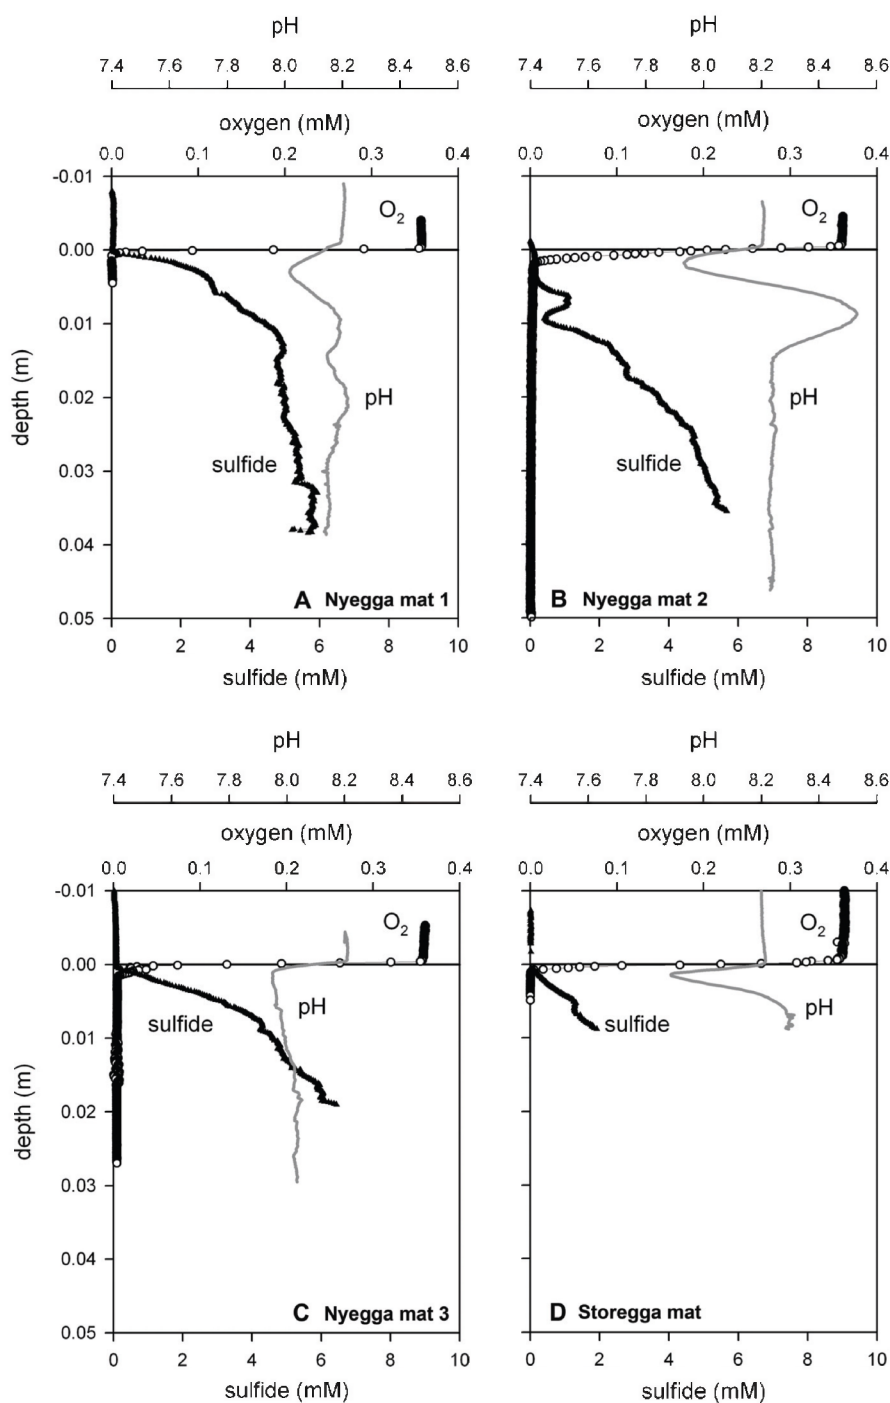 pH
7.4 7.6 7.8 8.0 8.2 8.4 8.6
oxygen (mM)
0.0 0.1 0.2 0.3 0.4
-0.01
0.00
0.01
0.02
0.03
0.04
0.05
depth (m)
O2
pH
sulfide
A Nyegga mat 1
0 2 4 6 8 10
sulfide (mM)
pH
7.4 7.6 7.8 8.0 8.2 8.4 8.6
oxygen (mM)
0.0 0.1 0.2 0.3 0.4
O2
pH
sulfide
B Nyegga mat 2
0 2 4 6 8 10
sulfide (mM)
pH
7.4 7.6 7.8 8.0 8.2 8.4 8.6
oxygen (mM)
0.0 0.1 0.2 0.3 0.4
-0.01
0.00
0.01
0.02
0.03
0.04
0.05
depth (m)
O2
sulfide
pH
C Nyegga mat 3
0 2 4 6 8 10
sulfide (mM)
pH
7.4 7.6 7.8 8.0 8.2 8.4 8.6
oxygen (mM)
0.0 0.1 0.2 0.3 0.4
O2
sulfide
pH
D Storegga mat
0 2 4 6 8 10
sulfide (mM)